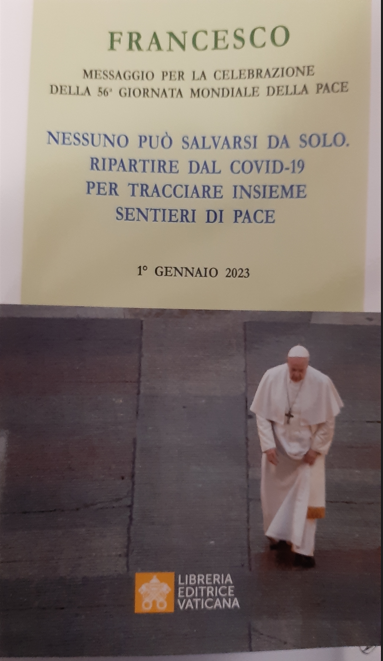 FRANCESCO
MESSAGGIO PER LA CELEBRAZIONE
DELLA 56ª GIORNATA MONDIALE DELLA PACE
NESSUNO PUÒ SALVARSI DA SOLO.
RIPARTIRE DAL COVID-19
PER TRACCIARE INSIEME
SENTIERI DI PACE
1° GENNAIO 2023
LIBRERIA
EDITRICE
VATICANA